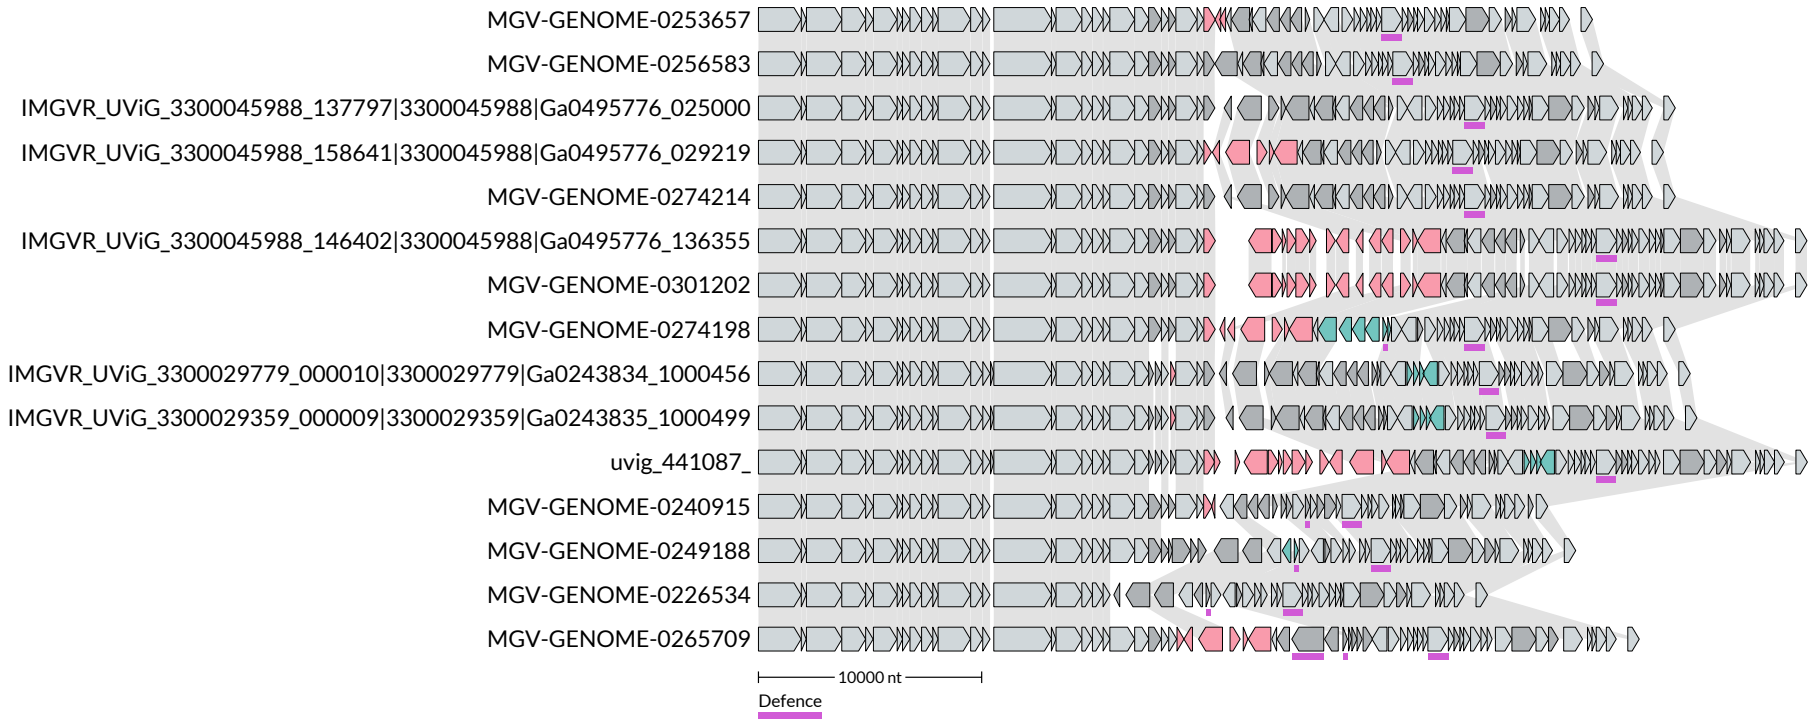 MGV-GENOME-0253657
MGV-GENOME-0256583
IMGVR_UViG_3300045988_137797|3300045988|Ga0495776_025000
IMGVR_UViG_3300045988_158641|3300045988|Ga0495776_029219
MGV-GENOME-0274214
IMGVR_UViG_3300045988_146402|3300045988|Ga0495776_136355
MGV-GENOME-0301202
MGV-GENOME-0274198
IMGVR_UViG_3300029779_000010|3300029779|Ga0243834_1000456
IMGVR_UViG_3300029359_000009|3300029359|Ga0243835_1000499
uvig_441087_
MGV-GENOME-0240915
MGV-GENOME-0249188
MGV-GENOME-0226534
MGV-GENOME-0265709
10000 nt
Defence